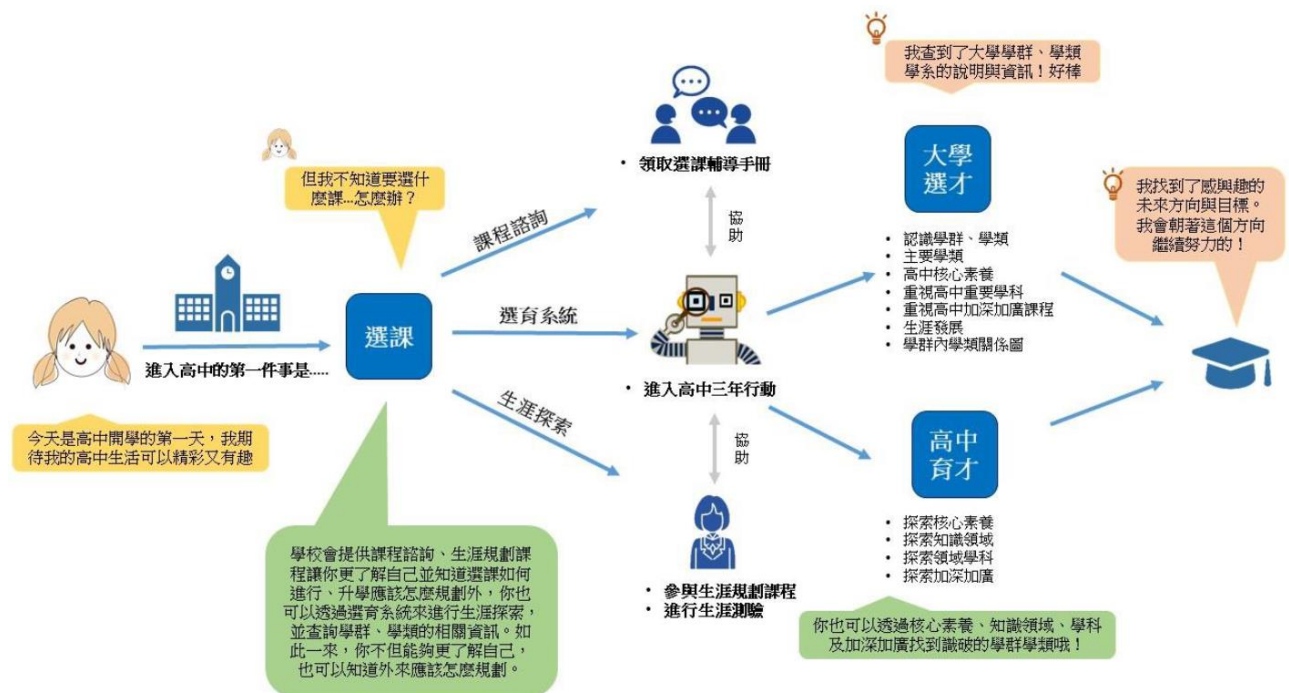 今天是高中開學的第一天，我期
待我的高中生活可以精彩又有趣
進入高中的第一件事是.....
但我不知道要選什
麼課...怎麼辦？
選課
學校會提供課程諮詢、生涯規劃課
程讓你更了解自己並知道選課如何
進行、升學應該怎麼規劃外，你也
可以透過選育系統來進行生涯探索，
並查詢學群、學類的相關資訊。如
此一來，你不但能夠更了解自己，
也可以知道外來應該怎麼規劃。
課程諮詢
選育系統
生涯探索
• 領取選課輔導手冊
協助
• 進入高中三年行動
協助
• 參與生涯規劃課程
• 進行生涯測驗
我查到了大學學群、學類
學系的說明與資訊！好棒
大學
選才
• 認識學群、學類
• 主要學類
• 高中核心素養
• 重視高中重要學科
• 重視高中加深加廣課程
• 生涯發展
• 學群內學類關係圖
高中
育才
• 探索核心素養
• 探索知識領域
• 探索領域學科
• 探索加深加廣
你也可以透過核心素養、知識領域、學科
及加深加廣找到識破的學群學類哦！
我找到了感興趣的
未來方向與目標。
我會朝著這個方向
繼續努力的！